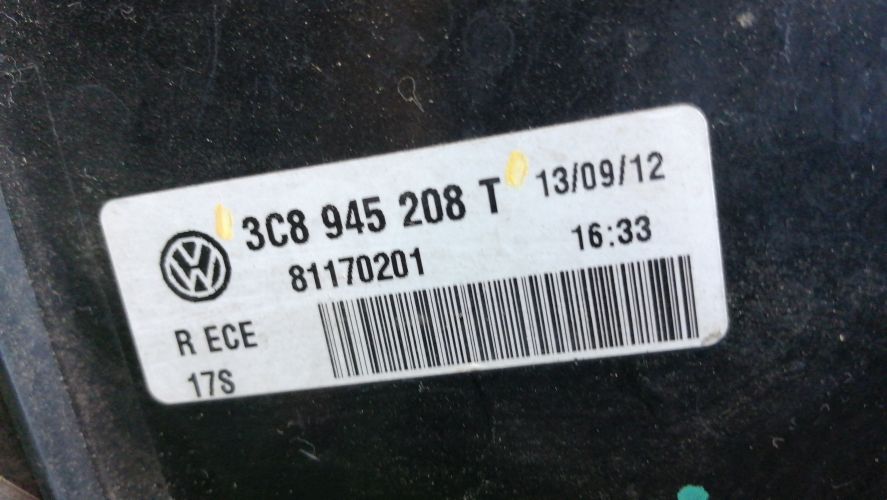 3C8 945 208 T 13/09/12
81170201 16:33
R ECE
17S